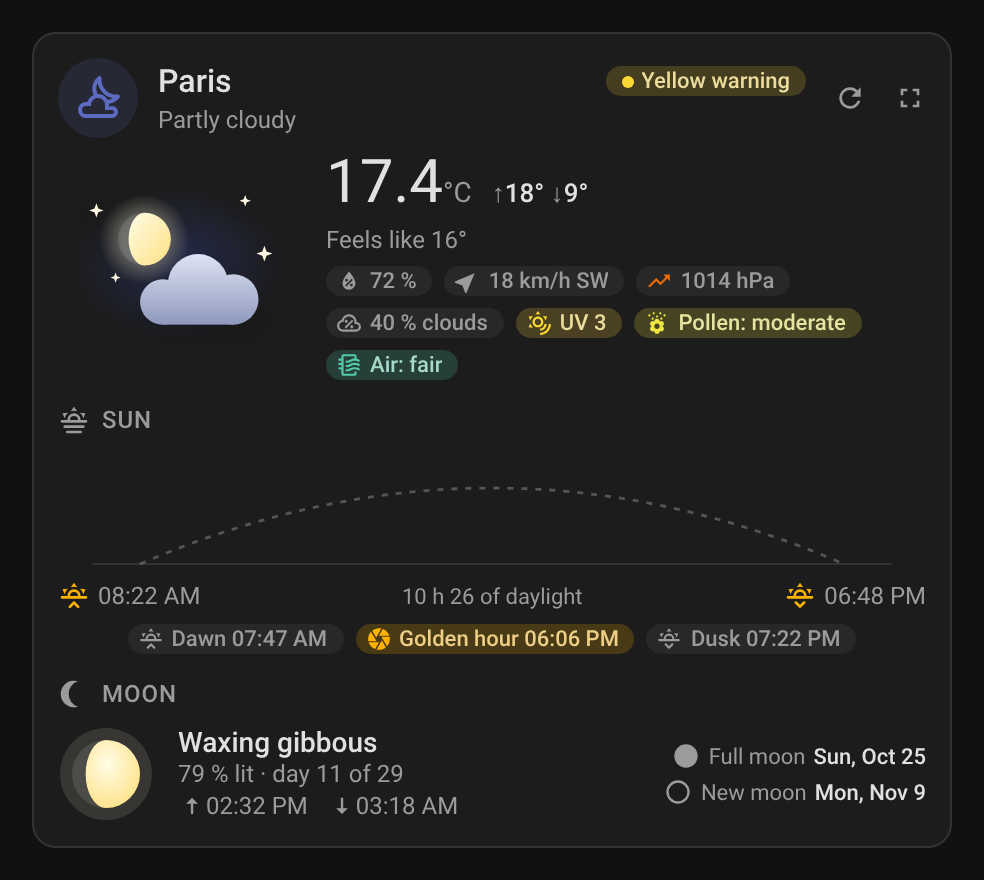 Paris
Yellow warning
Partly cloudy
17.4°C ↑18° ↓9°
Feels like 16°
72 % 18 km/h SW 1014 hPa
40 % clouds UV 3 Pollen: moderate
Air: fair
SUN
08:22 AM 10 h 26 of daylight 06:48 PM
Dawn 07:47 AM Golden hour 06:06 PM Dusk 07:22 PM
MOON
Waxing gibbous
79 % lit · day 11 of 29
↑ 02:32 PM ↓ 03:18 AM
Full moon Sun, Oct 25
New moon Mon, Nov 9